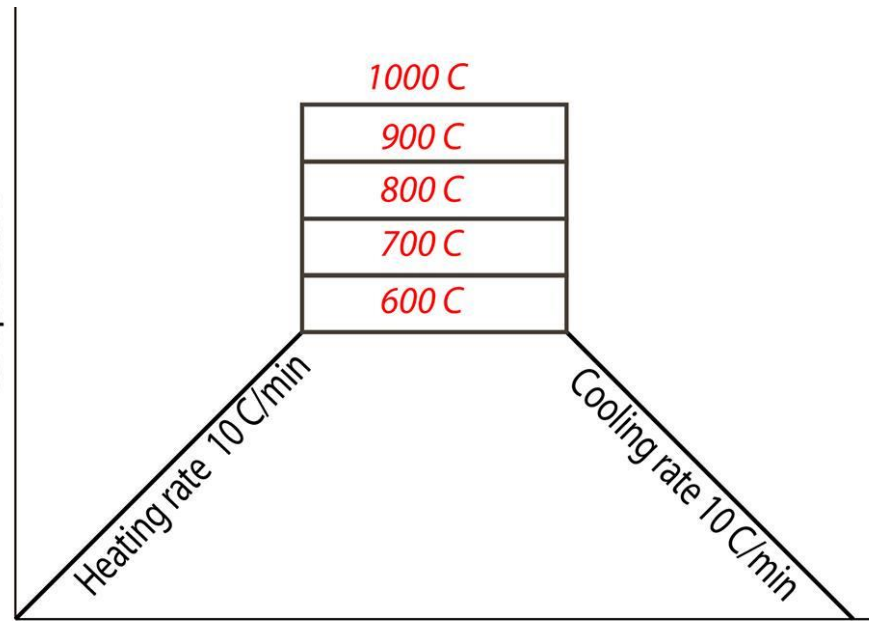 1000 C
900 C
800 C
700 C
600 C
Heating rate 10 C/min
Cooling rate 10 C/min